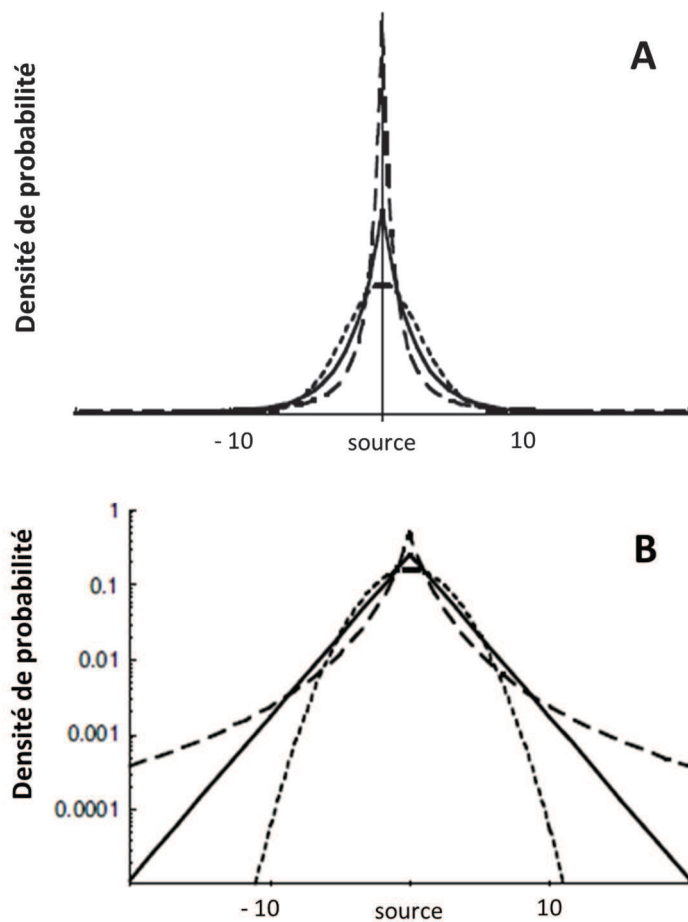 A
Densité de probabilité
- 10 source 10
B
Densité de probabilité
1
0.1
0.01
0.001
0.0001
- 10 source 10